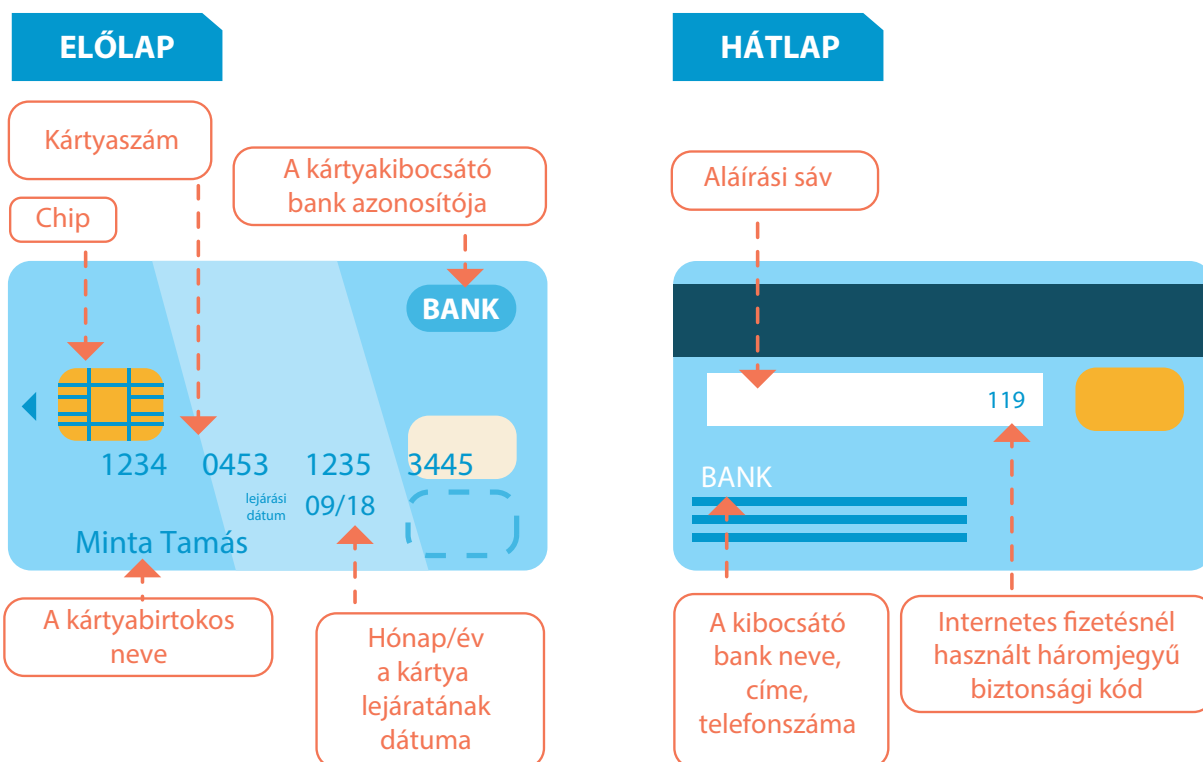 ELŐLAP
Kártyaszám
A kártyakibocsátó
bank azonosítója
Chip
BANK
1234 0453 1235 3445
lejárási
dátum
09/18
Minta Tamás
A kártyabirtokos
neve
Hónap/év
a kártya
lejáratának
dátuma
HÁTLAP
Aláírási sáv
119
BANK
A kibocsátó
bank neve,
címe,
telefonszáma
Internetes fizetésnél
használt háromjegyű
biztonsági kód